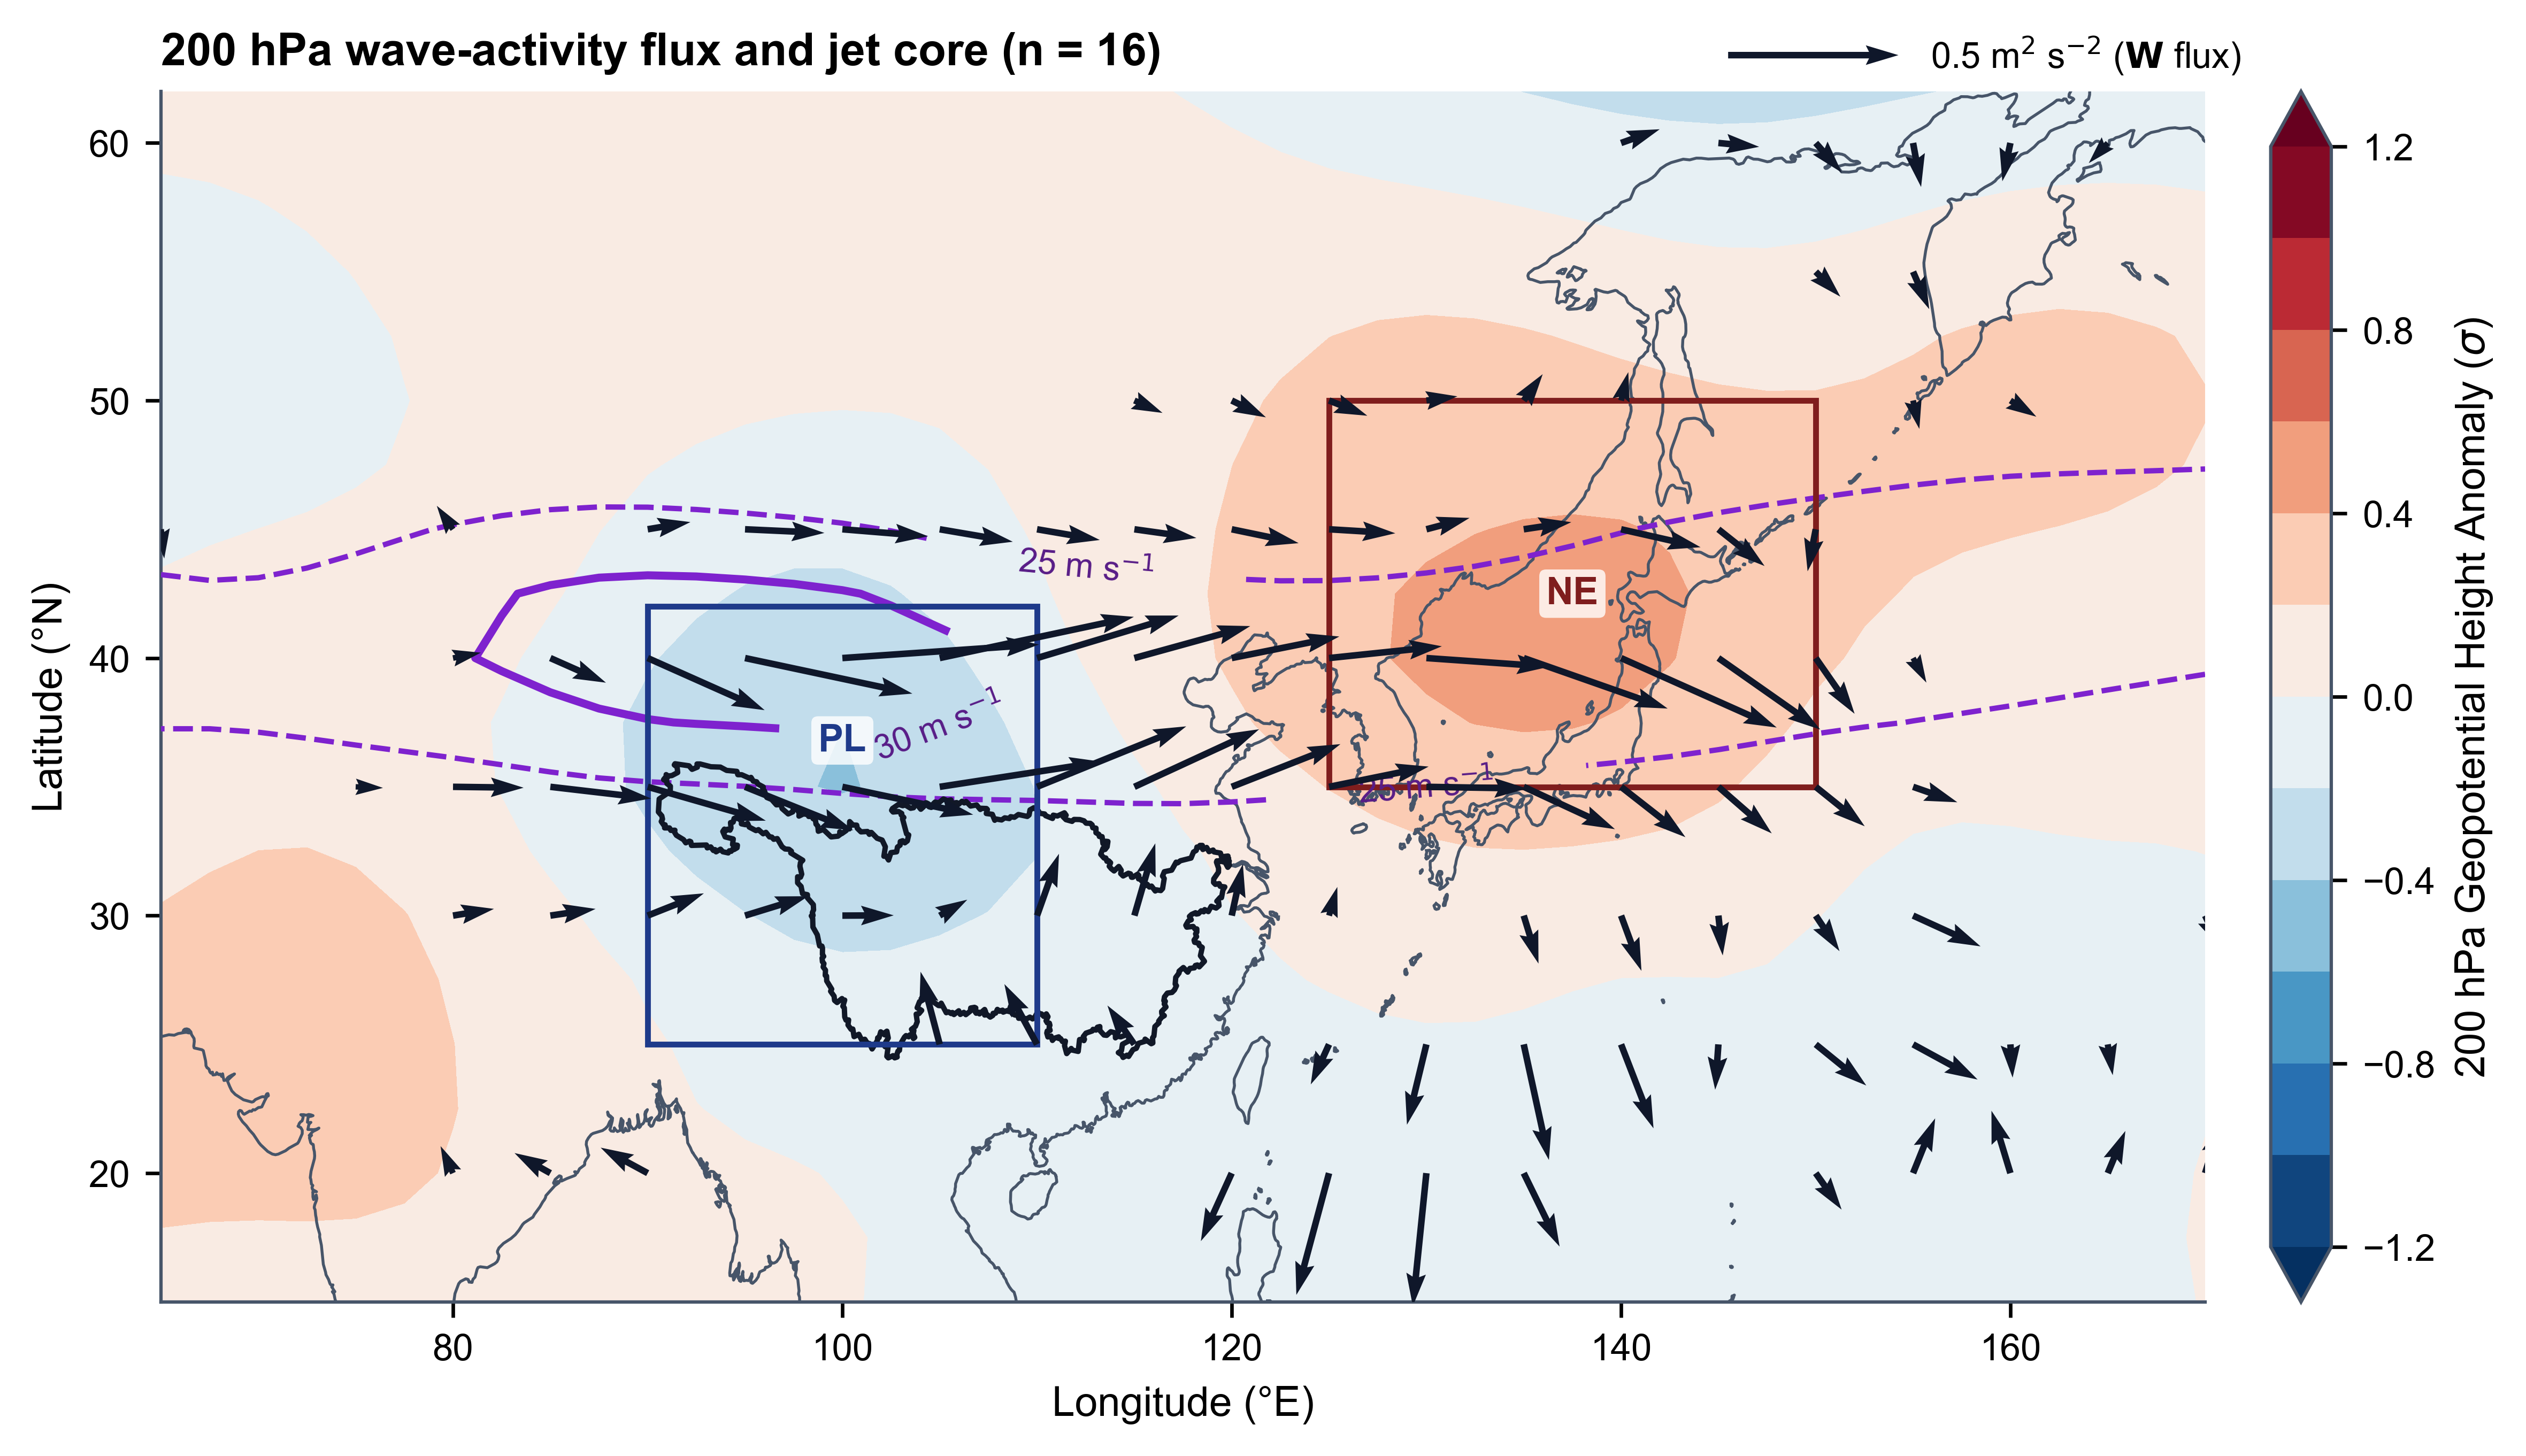 200 hPa wave-activity flux and jet core (n = 16)
0.5 m² s⁻² (W flux)
60
50
40
30
20
Latitude (°N)
25 m s⁻¹
30 m s⁻¹
25 m s⁻¹
PL
NE
80
100
120
140
160
Longitude (°E)
1.2
0.8
0.4
0.0
−0.4
−0.8
−1.2
200 hPa Geopotential Height Anomaly (σ)